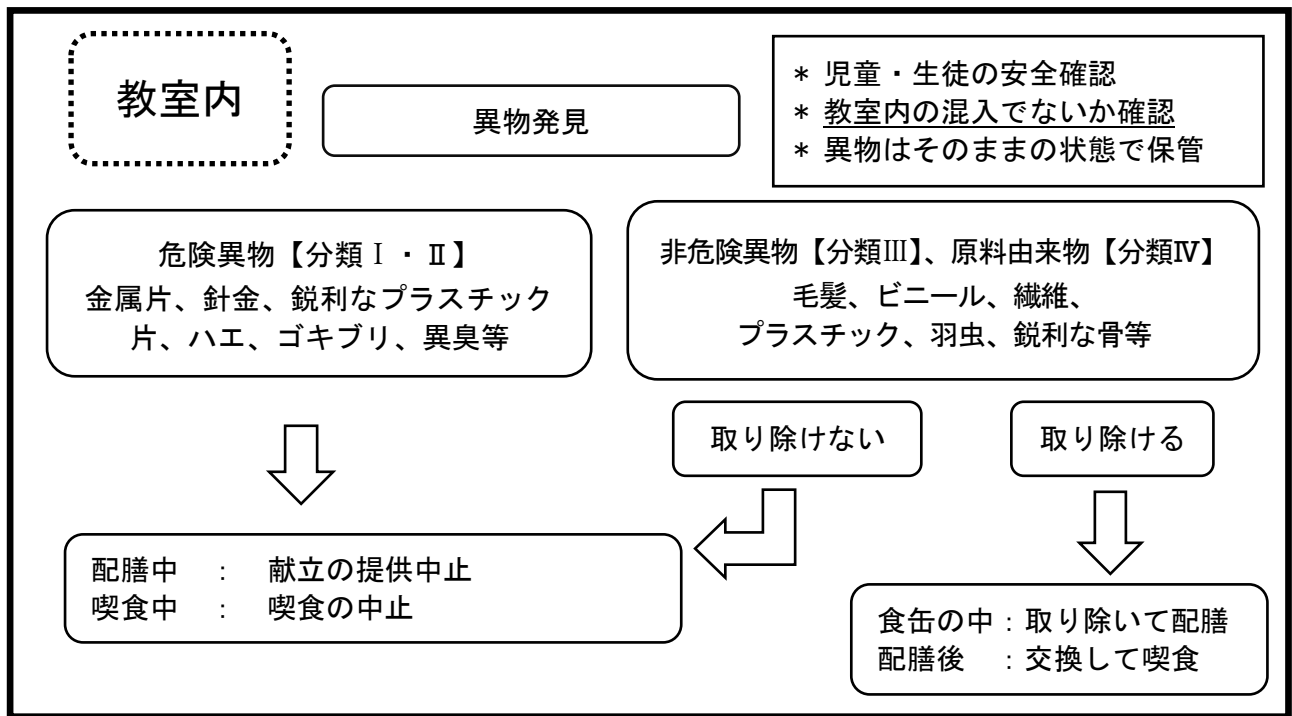 教室内
異物発見
* 児童・生徒の安全確認
* 教室内の混入でないか確認
* 異物はそのままの状態で保管
危険異物【分類Ⅰ・Ⅱ】
金属片、針金、鋭利なプラスチック
片、ハエ、ゴキブリ、異臭等
非危険異物【分類Ⅲ】、原料由来物【分類Ⅳ】
毛髪、ビニール、繊維、
プラスチック、羽虫、鋭利な骨等
取り除けない
取り除ける
配膳中 : 献立の提供中止
喫食中 : 喫食の中止
食缶の中:取り除いて配膳
配膳後 :交換して喫食